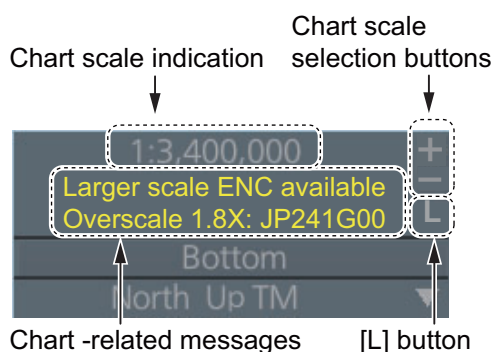 Chart scale
selection buttons
Chart scale indication
1:3,400,000
+
−
Larger scale ENC available
Overscale 1.8X: JP241G00
L
Bottom
North Up TM
Chart -related messages
[L] button